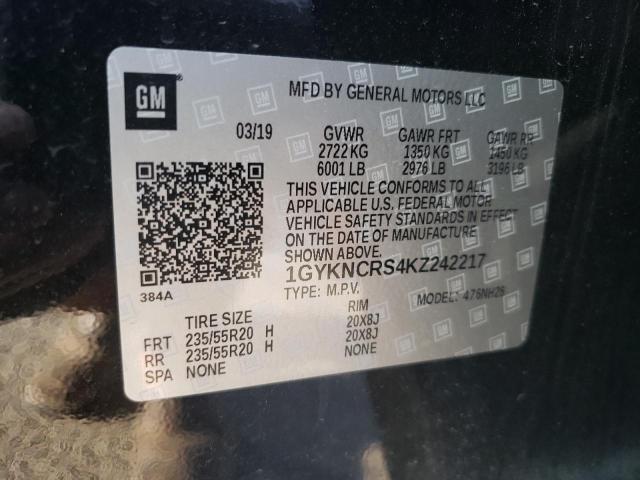 GM
MFD BY GENERAL MOTORS LLC
03/19 GVWR GAWR FRT GAWR RR
2722 KG 1350 KG 1450 KG
6001 LB 2976 LB 3196 LB
THIS VEHICLE CONFORMS TO ALL
APPLICABLE U.S. FEDERAL MOTOR
VEHICLE SAFETY STANDARDS IN EFFECT
ON THE DATE OF MANUFACTURE
SHOWN ABOVE.
1GYKNCRS4KZ242217
384A
TYPE: M.P.V. MODEL: 476NH26
TIRE SIZE RIM
FRT 235/55R20 H 20X8J
RR 235/55R20 H 20X8J
SPA NONE NONE